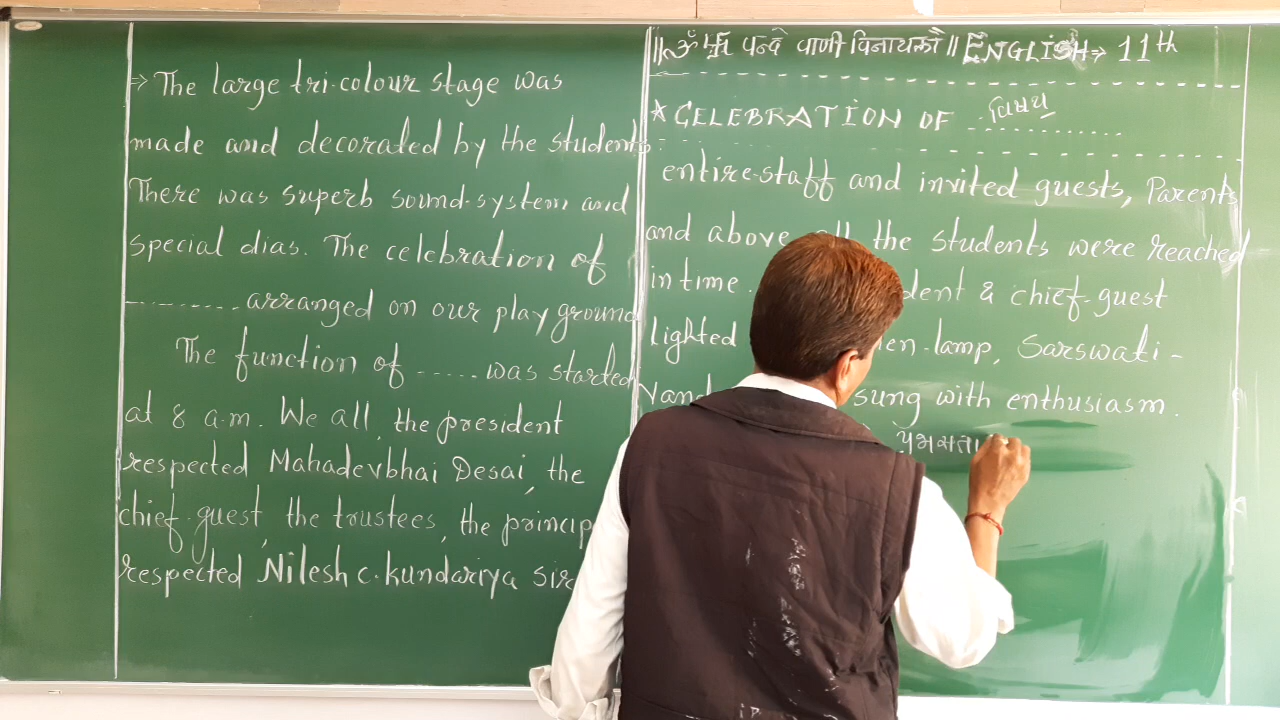 ⇒ The large tri-colour stage was
made and decorated by the students.
There was superb sound-system and
special dias. The celebration of
......... arranged on our play ground
The function of ...... was started
at 8 a.m. We all, the president
respected Mahadevbhai Desai, the
chief-guest, the trustees, the princip
respected Nilesh c. kundariya sir
॥ ૐ 卐 वन्दे वाणी विनायकौ ॥ ENGLISH → 11th
* CELEBRATION OF ............
વિષય
entire-staff and invited guests, Parents
and above all the students were reached
in time. dent & chief-guest
lighted en-lamp, Sarswati-
Vand sung with enthusiasm.